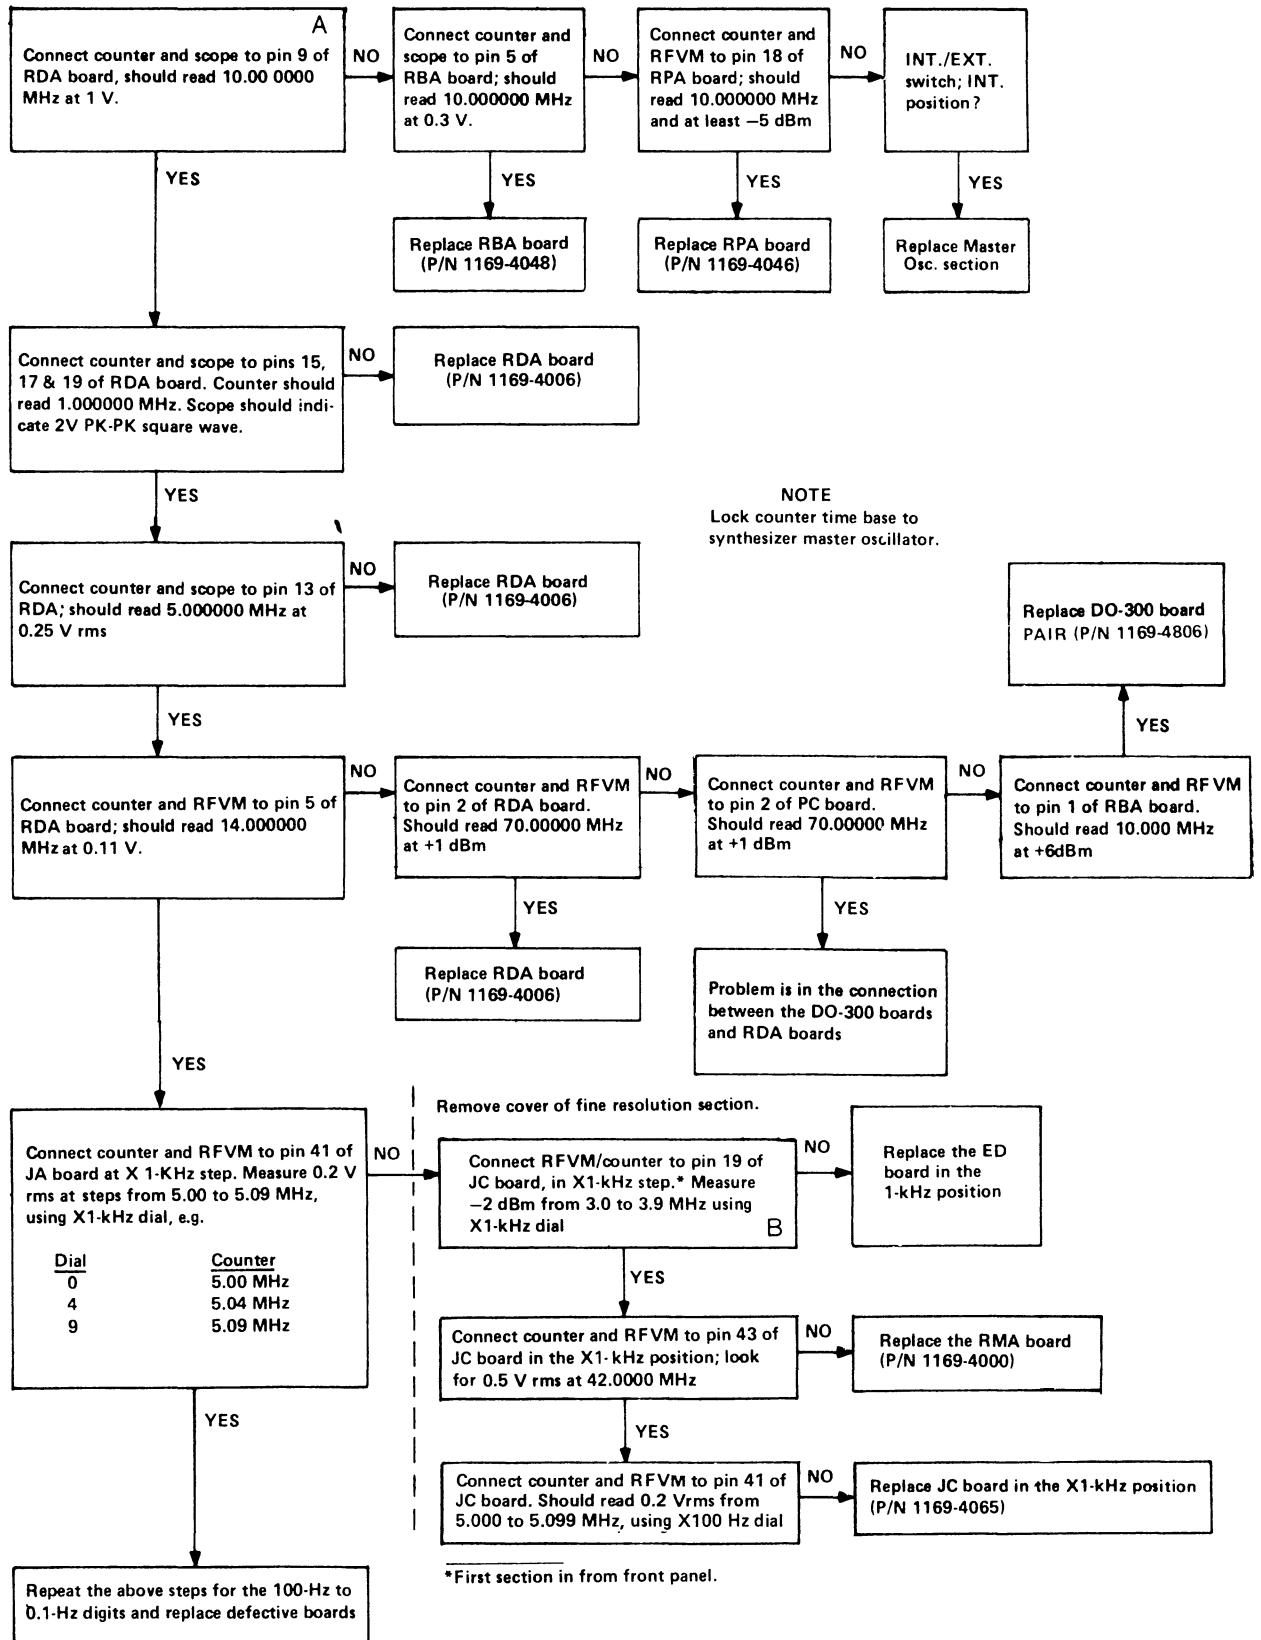 A
Connect counter and scope to pin 9 of
RDA board, should read 10.00 0000
MHz at 1 V.
NO
Connect counter and
scope to pin 5 of
RBA board; should
read 10.000000 MHz
at 0.3 V.
NO
Connect counter and
RFVM to pin 18 of
RPA board; should
read 10.000000 MHz
and at least −5 dBm
NO
INT./EXT.
switch; INT.
position?
YES
YES
YES
YES
Replace RBA board
(P/N 1169-4048)
Replace RPA board
(P/N 1169-4046)
Replace Master
Osc. section
Connect counter and scope to pins 15,
17 & 19 of RDA board. Counter should
read 1.000000 MHz. Scope should indi-
cate 2V PK-PK square wave.
NO
Replace RDA board
(P/N 1169-4006)
YES
NOTE
Lock counter time base to
synthesizer master oscillator.
Connect counter and scope to pin 13 of
RDA; should read 5.000000 MHz at
0.25 V rms
NO
Replace RDA board
(P/N 1169-4006)
Replace DO-300 board
PAIR (P/N 1169-4806)
YES
YES
Connect counter and RFVM to pin 5 of
RDA board; should read 14.000000
MHz at 0.11 V.
NO
Connect counter and RFVM
to pin 2 of RDA board.
Should read 70.00000 MHz
at +1 dBm
NO
Connect counter and RFVM
to pin 2 of PC board.
Should read 70.00000 MHz
at +1 dBm
NO
Connect counter and RFVM
to pin 1 of RBA board.
Should read 10.000 MHz
at +6dBm
YES
YES
Replace RDA board
(P/N 1169-4006)
Problem is in the connection
between the DO-300 boards
and RDA boards
YES
Remove cover of fine resolution section.
Connect counter and RFVM to pin 41 of
JA board at X 1-KHz step. Measure 0.2 V
rms at steps from 5.00 to 5.09 MHz,
using X1-kHz dial, e.g.
Dial Counter
0 5.00 MHz
4 5.04 MHz
9 5.09 MHz
NO
Connect RFVM/counter to pin 19 of
JC board, in X1-kHz step.* Measure
−2 dBm from 3.0 to 3.9 MHz using
X1-kHz dial
B
NO
Replace the ED
board in the
1-kHz position
YES
Connect counter and RFVM to pin 43 of
JC board in the X1-kHz position; look
for 0.5 V rms at 42.0000 MHz
NO
Replace the RMA board
(P/N 1169-4000)
YES
YES
Connect counter and RFVM to pin 41 of
JC board. Should read 0.2 Vrms from
5.000 to 5.099 MHz, using X100 Hz dial
NO
Replace JC board in the X1-kHz position
(P/N 1169-4065)
*First section in from front panel.
Repeat the above steps for the 100-Hz to
0.1-Hz digits and replace defective boards